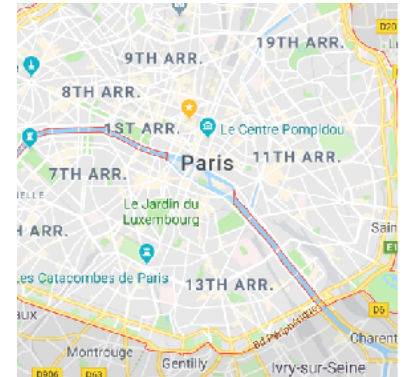 D20
19TH ARR.
9TH ARR.
8TH ARR.
1ST ARR.
Le Centre Pompidou
Paris
11TH ARR.
7TH ARR.
Le Jardin du
Luxembourg
ARR.
Sain
E1
Les Catacombes de Paris
13TH ARR.
D5
aux
Bd Périphérique
Charent
Montrouge
Gentilly
Ivry-sur-Seine
D906
D63